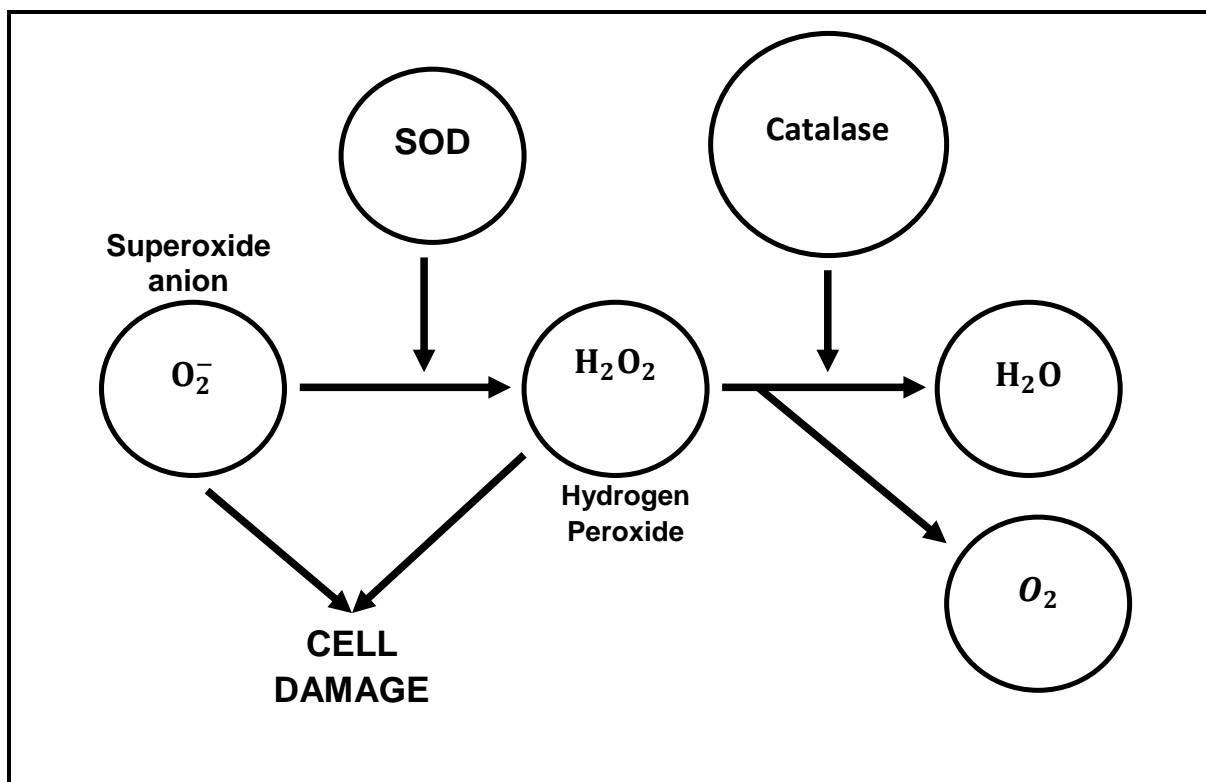 SOD
Catalase
Superoxide
anion
O₂⁻
H₂O₂
H₂O
Hydrogen
Peroxide
O₂
CELL
DAMAGE